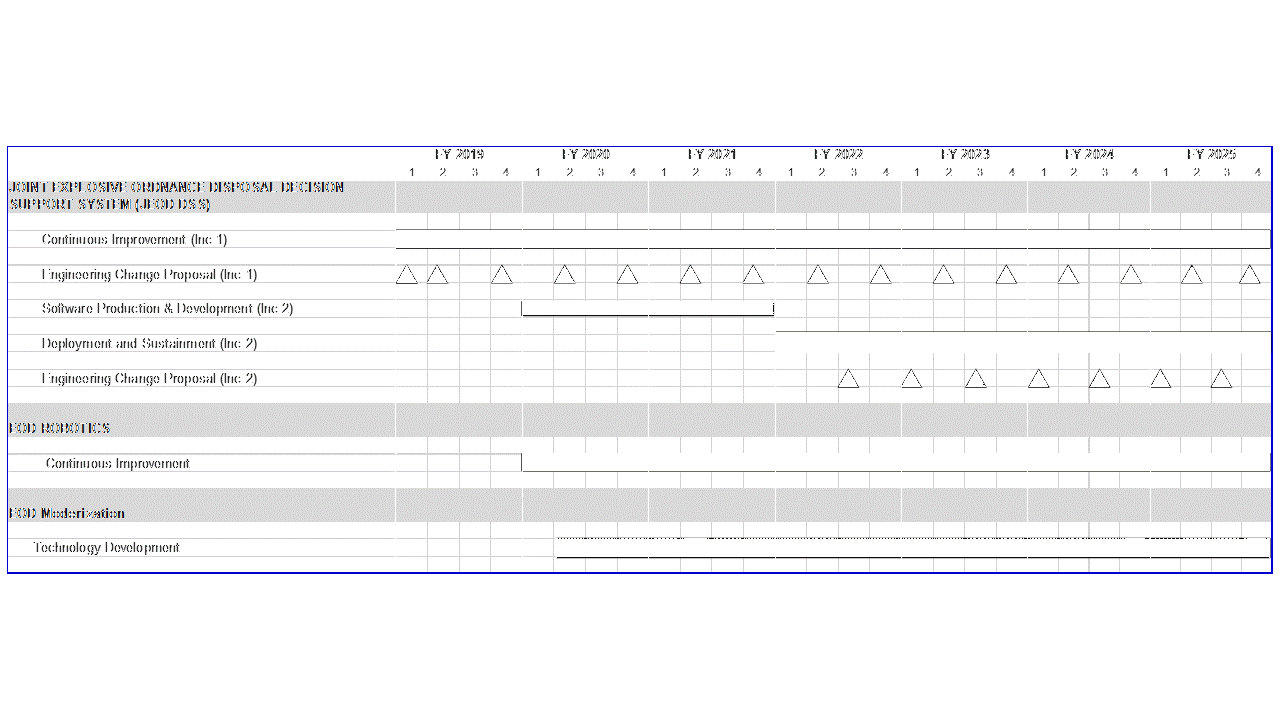 FY 2019 FY 2020 FY 2021 FY 2022 FY 2023 FY 2024 FY 2025
1 2 3 4 1 2 3 4 1 2 3 4 1 2 3 4 1 2 3 4 1 2 3 4 1 2 3 4
JOINT EXPLOSIVE ORDNANCE DISPOSAL DECISION
SUPPORT SYSTEM (JEOD DSS)
Continuous Improvement (Inc 1)
Engineering Change Proposal (Inc 1)
Software Production & Development (Inc 2)
Deployment and Sustainment (Inc 2)
Engineering Change Proposal (Inc 2)
EOD ROBOTICS
Continuous Improvement
EOD Moderization
Technology Development